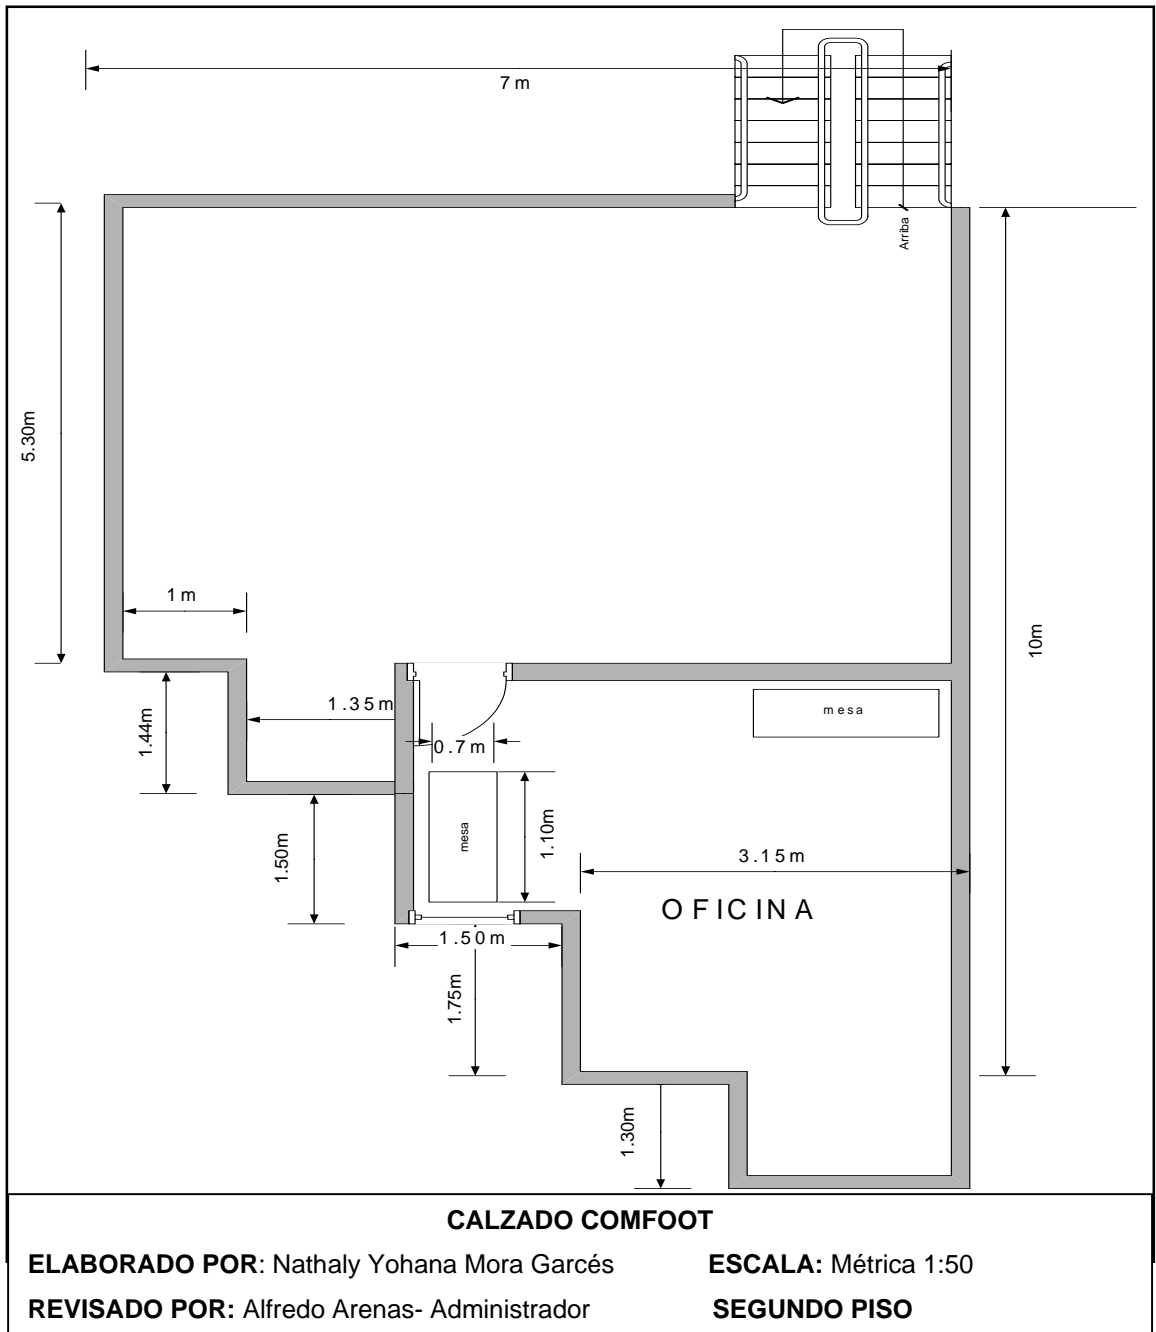 7 m
Arriba
5.30m
1 m
10m
1.35m
mesa
1.44m
0.7m
1.10m
mesa
1.50m
3.15m
OFICINA
1.50m
1.75m
1.30m
CALZADO COMFOOT
ELABORADO POR: Nathaly Yohana Mora Garcés ESCALA: Métrica 1:50
REVISADO POR: Alfredo Arenas- Administrador SEGUNDO PISO